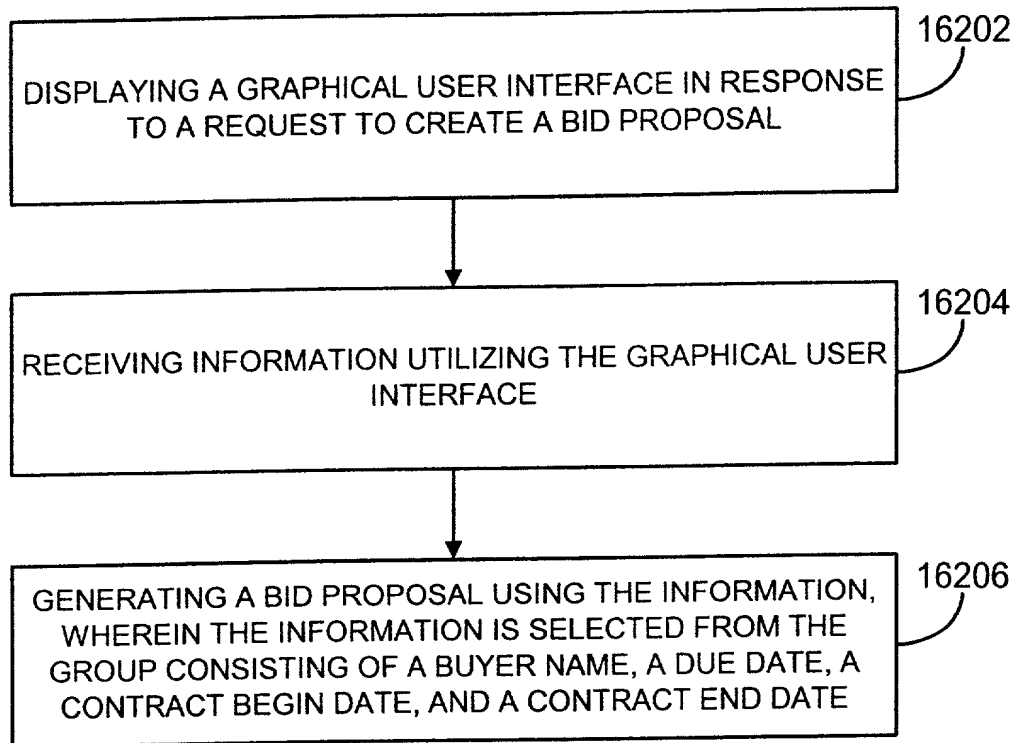 16202
DISPLAYING A GRAPHICAL USER INTERFACE IN RESPONSE
TO A REQUEST TO CREATE A BID PROPOSAL
16204
RECEIVING INFORMATION UTILIZING THE GRAPHICAL USER
INTERFACE
16206
GENERATING A BID PROPOSAL USING THE INFORMATION,
WHEREIN THE INFORMATION IS SELECTED FROM THE
GROUP CONSISTING OF A BUYER NAME, A DUE DATE, A
CONTRACT BEGIN DATE, AND A CONTRACT END DATE